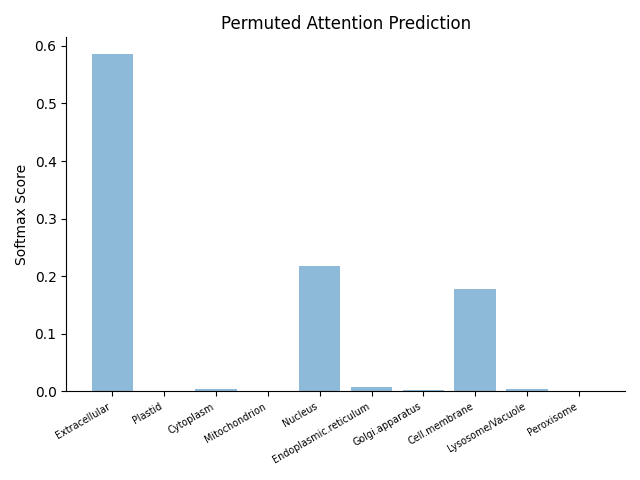 Permuted Attention Prediction
Softmax Score
0.6
0.5
0.4
0.3
0.2
0.1
0.0
Extracellular
Plastid
Cytoplasm
Mitochondrion
Nucleus
Endoplasmic.reticulum
Golgi.apparatus
Cell.membrane
Lysosome/Vacuole
Peroxisome